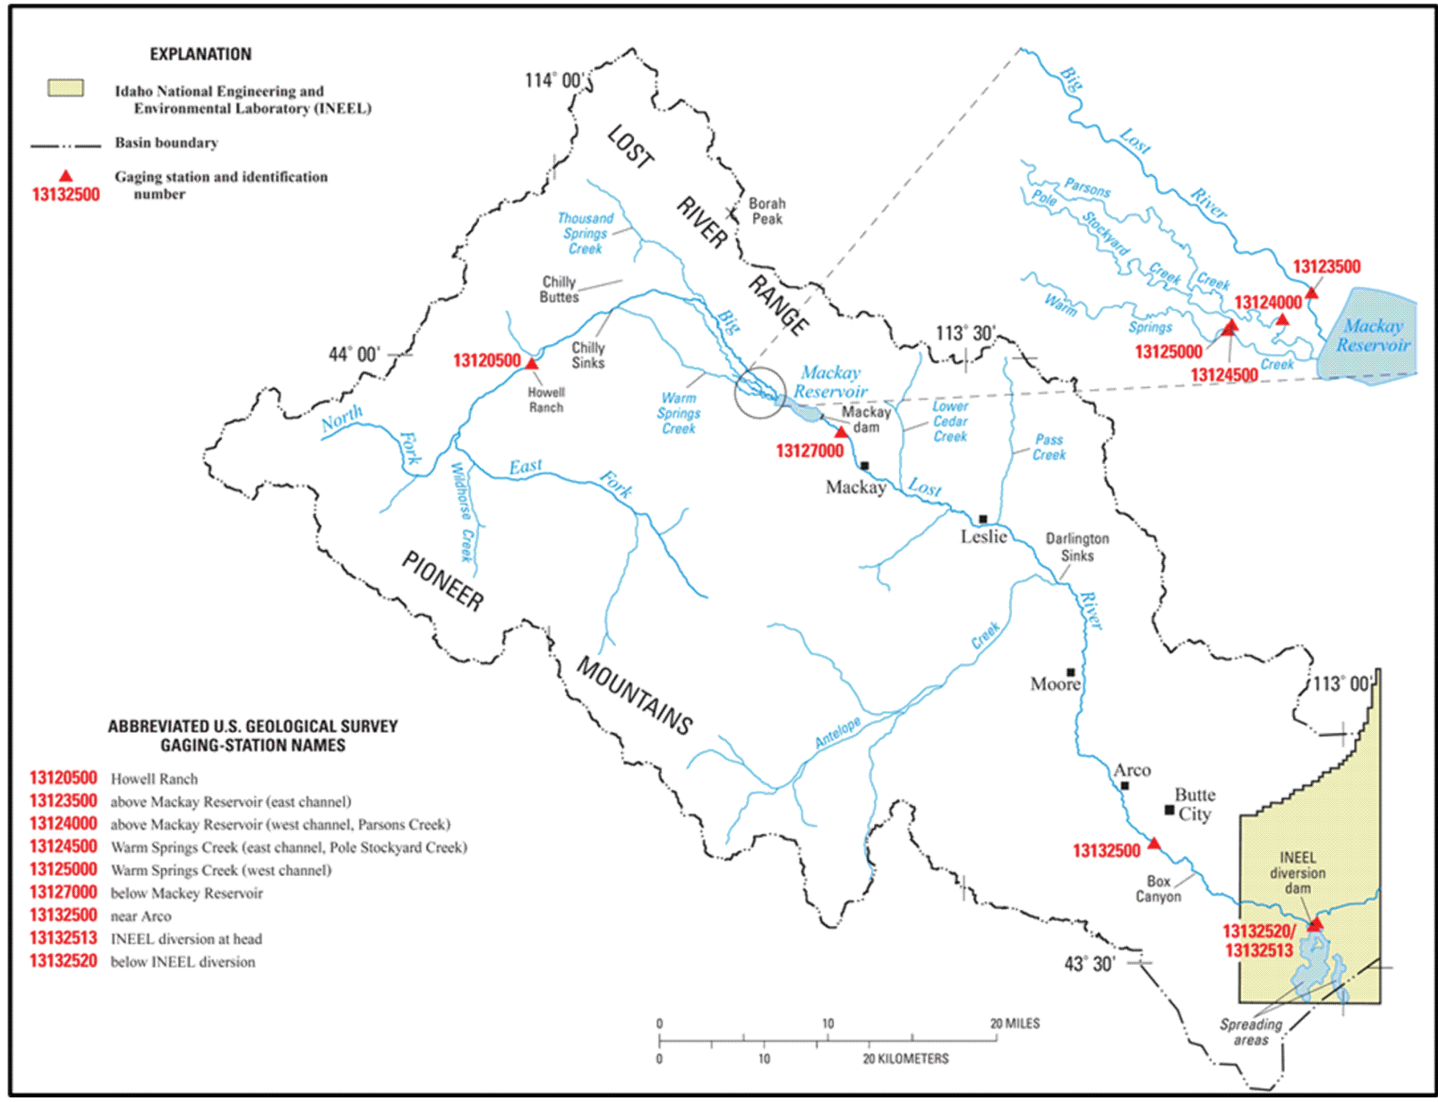 EXPLANATION
Idaho National Engineering and
Environmental Laboratory (INEEL)
Basin boundary
13132500
Gaging station and identification
number
114° 00'
LOST
RIVER
RANGE
Borah
Peak
Thousand
Springs
Creek
Chilly
Buttes
44° 00'
13120500
Chilly
Sinks
Howell
Ranch
North
Fork
Wildhorse Creek
East
Fork
Warm
Springs
Creek
Big
Mackay
Reservoir
Mackay
dam
13127000
Mackay
113° 30'
Lower
Cedar
Creek
Pass
Creek
Lost
Leslie
Darlington
Sinks
River
PIONEER
MOUNTAINS
Antelope
Creek
Moore
Arco
Butte
City
13132500
Box
Canyon
113° 00'
INEEL
diversion
dam
13132520/
13132513
43° 30'
Spreading
areas
Big
Lost
River
Parsons
Creek
Pole
Stockyard
Creek
Warm
Springs
Creek
13123500
13124000
13125000
13124500
Mackay
Reservoir
ABBREVIATED U.S. GEOLOGICAL SURVEY
GAGING-STATION NAMES
13120500 Howell Ranch
13123500 above Mackay Reservoir (east channel)
13124000 above Mackay Reservoir (west channel, Parsons Creek)
13124500 Warm Springs Creek (east channel, Pole Stockyard Creek)
13125000 Warm Springs Creek (west channel)
13127000 below Mackey Reservoir
13132500 near Arco
13132513 INEEL diversion at head
13132520 below INEEL diversion
0 10 20 MILES
0 10 20 KILOMETERS